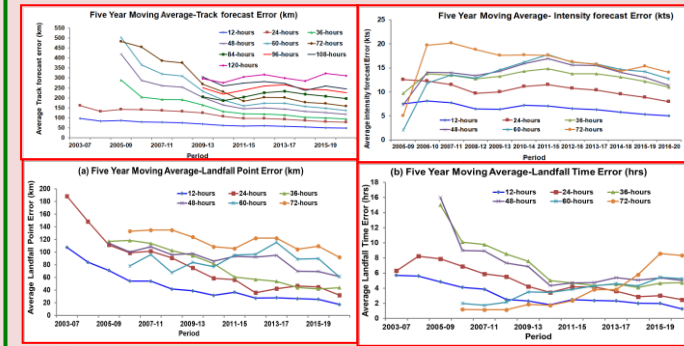 Five Year Moving Average-Track forecast Error (km)
Average Track forecast Error (km)
550
500
450
400
350
300
250
200
150
100
50
0
12-hours
24-hours
36-hours
48-hours
60-hours
72-hours
84-hours
96-hours
108-hours
120-hours
2003-07
2005-09
2007-11
2009-13
2011-15
2013-17
2015-19
Period
Five Year Moving Average- Intensity forecast Error (kts)
Average intensity forecast Error (kts)
25
20
15
10
5
0
12-hours
24-hours
36-hours
48-hours
60-hours
72-hours
2005-09
2006-10
2007-11
2008-12
2009-13
2010-14
2011-15
2012-16
2013-17
2014-18
2015-19
2016-20
Period
(a) Five Year Moving Average-Landfall Point Error (km)
Average Landfall Point Error (km)
200
180
160
140
120
100
80
60
40
20
0
12-hours
24-hours
36-hours
48-hours
60-hours
72-hours
2003-07
2005-09
2007-11
2009-13
2011-15
2013-17
2015-19
Period
(b) Five Year Moving Average-Landfall Time Error (hrs)
Average Landfall Time Error (hrs)
18
16
14
12
10
8
6
4
2
0
12-hours
24-hours
36-hours
48-hours
60-hours
72-hours
2003-07
2005-09
2007-11
2009-13
2011-15
2013-17
2015-19
Period